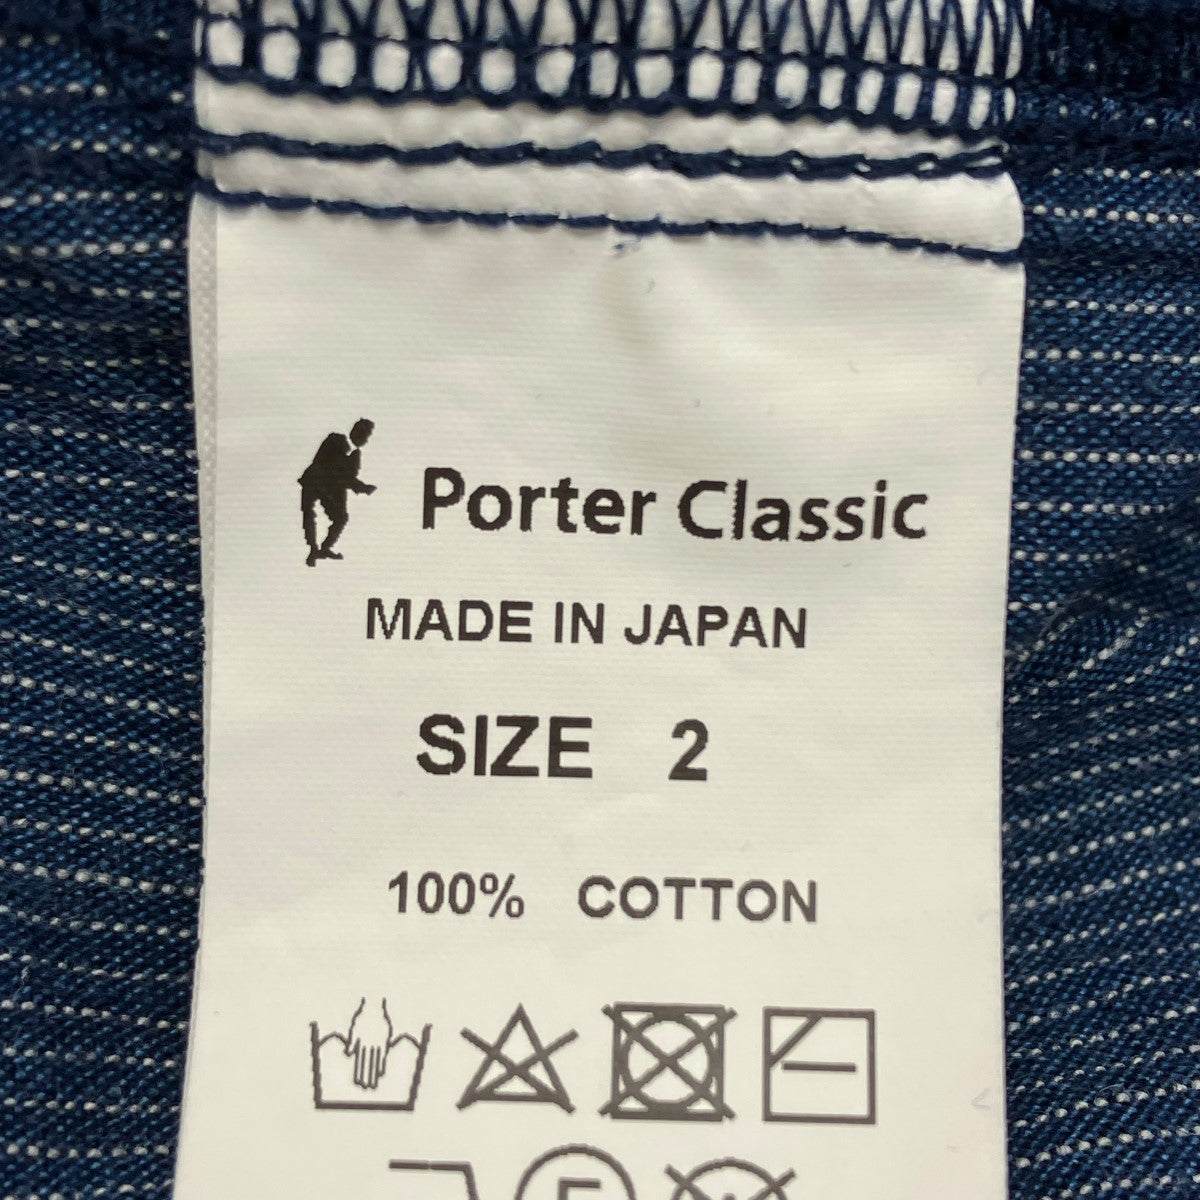 Porter Classic
MADE IN JAPAN
SIZE 2
100% COTTON